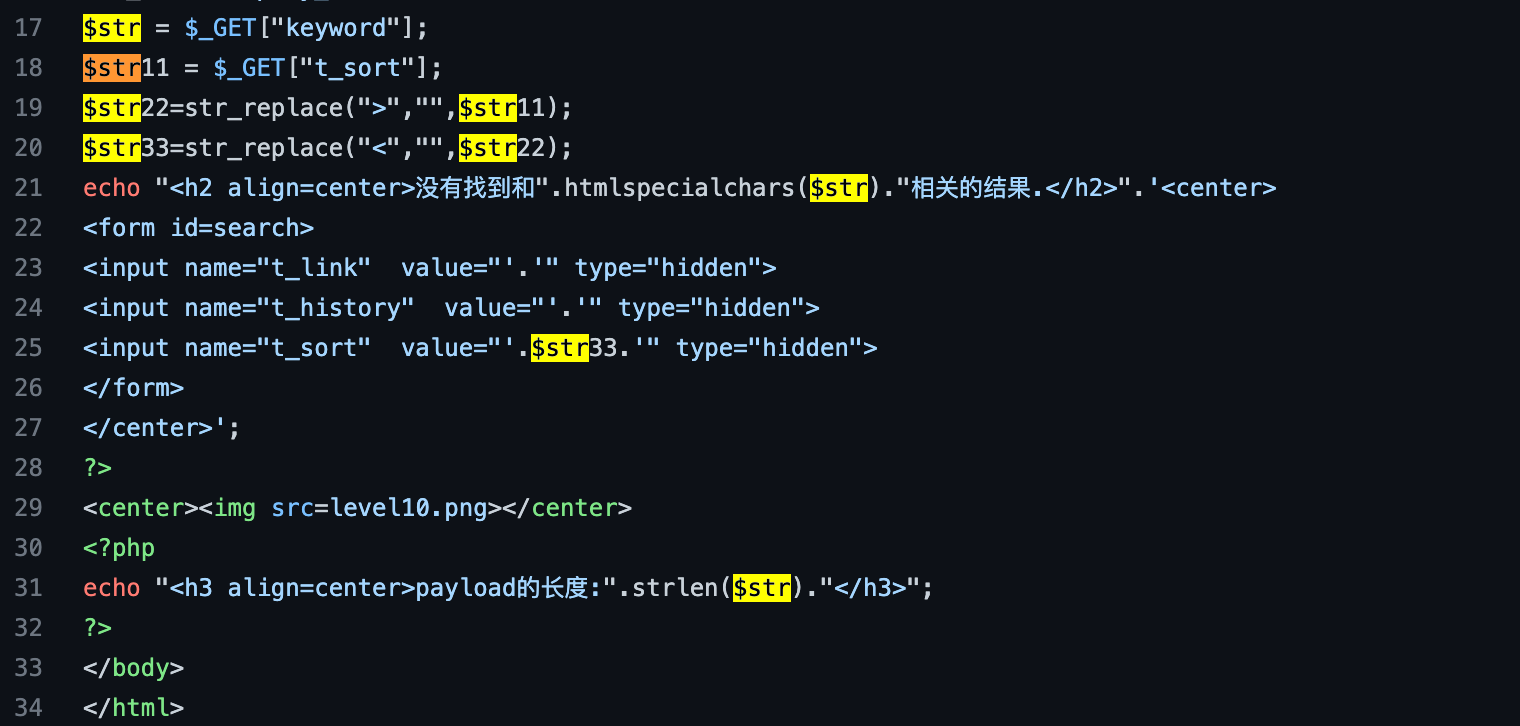 17 $str = $_GET["keyword"];
18 $str11 = $_GET["t_sort"];
19 $str22=str_replace(">","",$str11);
20 $str33=str_replace("<","",$str22);
21 echo "<h2 align=center>没有找到和".htmlspecialchars($str)."相关的结果.</h2>".'<center>
22 <form id=search>
23 <input name="t_link"  value="'.'" type="hidden">
24 <input name="t_history"  value="'.'" type="hidden">
25 <input name="t_sort"  value="'.$str33.'" type="hidden">
26 </form>
27 </center>';
28 ?>
29 <center><img src=level10.png></center>
30 <?php
31 echo "<h3 align=center>payload的长度:".strlen($str)."</h3>";
32 ?>
33 </body>
34 </html>